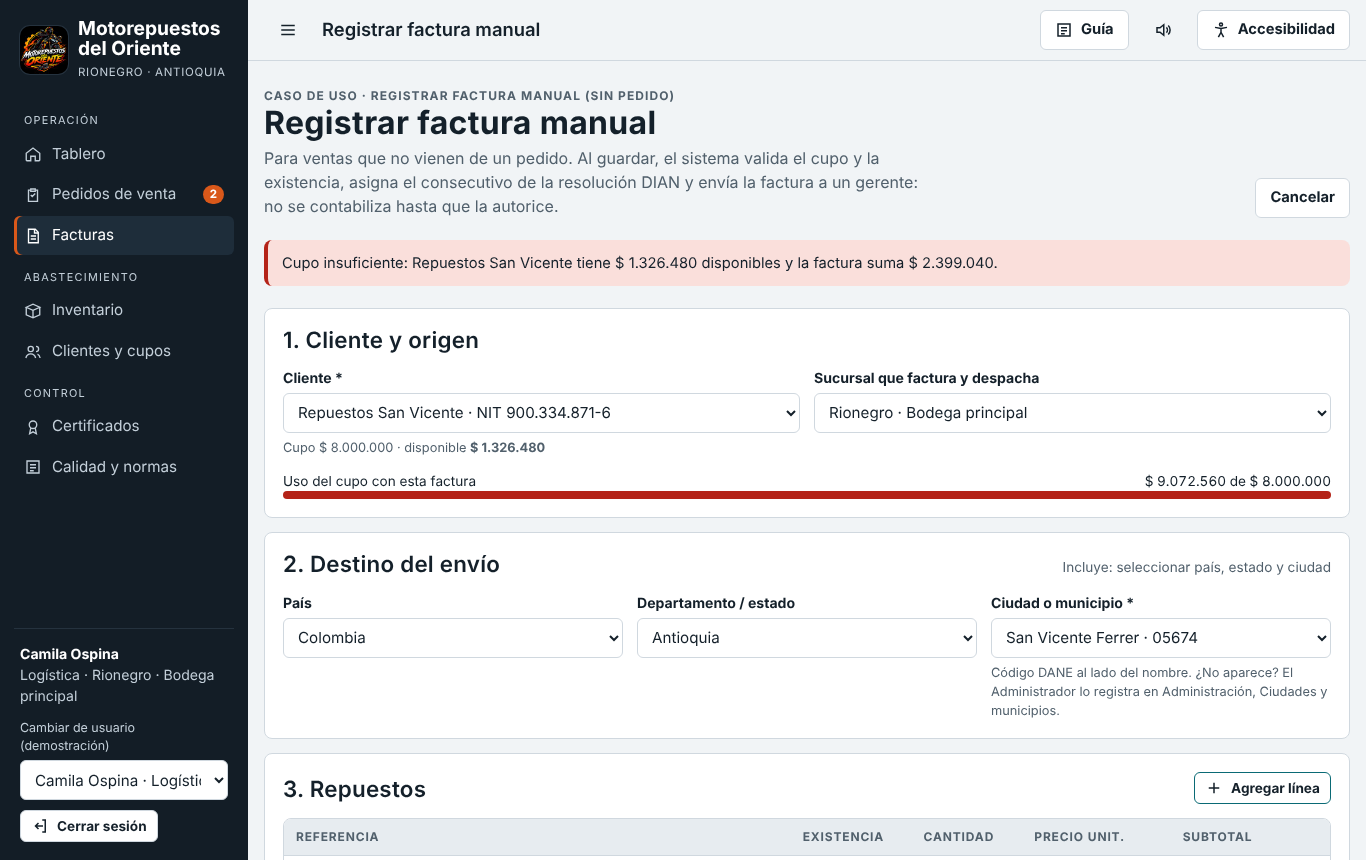 MOTOREPUESTOS
ORIENTE
Motorepuestos
del Oriente
RIONEGRO · ANTIOQUIA
OPERACIÓN
Tablero
Pedidos de venta 2
Facturas
ABASTECIMIENTO
Inventario
Clientes y cupos
CONTROL
Certificados
Calidad y normas
Camila Ospina
Logística · Rionegro · Bodega
principal
Cambiar de usuario
(demostración)
Camila Ospina · Logístic
Cerrar sesión
Registrar factura manual
Guía
Accesibilidad
CASO DE USO · REGISTRAR FACTURA MANUAL (SIN PEDIDO)
Registrar factura manual
Para ventas que no vienen de un pedido. Al guardar, el sistema valida el cupo y la
existencia, asigna el consecutivo de la resolución DIAN y envía la factura a un gerente:
no se contabiliza hasta que la autorice.
Cancelar
Cupo insuficiente: Repuestos San Vicente tiene $ 1.326.480 disponibles y la factura suma $ 2.399.040.
1. Cliente y origen
Cliente *
Repuestos San Vicente · NIT 900.334.871-6
Cupo $ 8.000.000 · disponible $ 1.326.480
Sucursal que factura y despacha
Rionegro · Bodega principal
Uso del cupo con esta factura $ 9.072.560 de $ 8.000.000
2. Destino del envío
Incluye: seleccionar país, estado y ciudad
País
Colombia
Departamento / estado
Antioquia
Ciudad o municipio *
San Vicente Ferrer · 05674
Código DANE al lado del nombre. ¿No aparece? El
Administrador lo registra en Administración, Ciudades y
municipios.
3. Repuestos
Agregar línea
REFERENCIA EXISTENCIA CANTIDAD PRECIO UNIT. SUBTOTAL